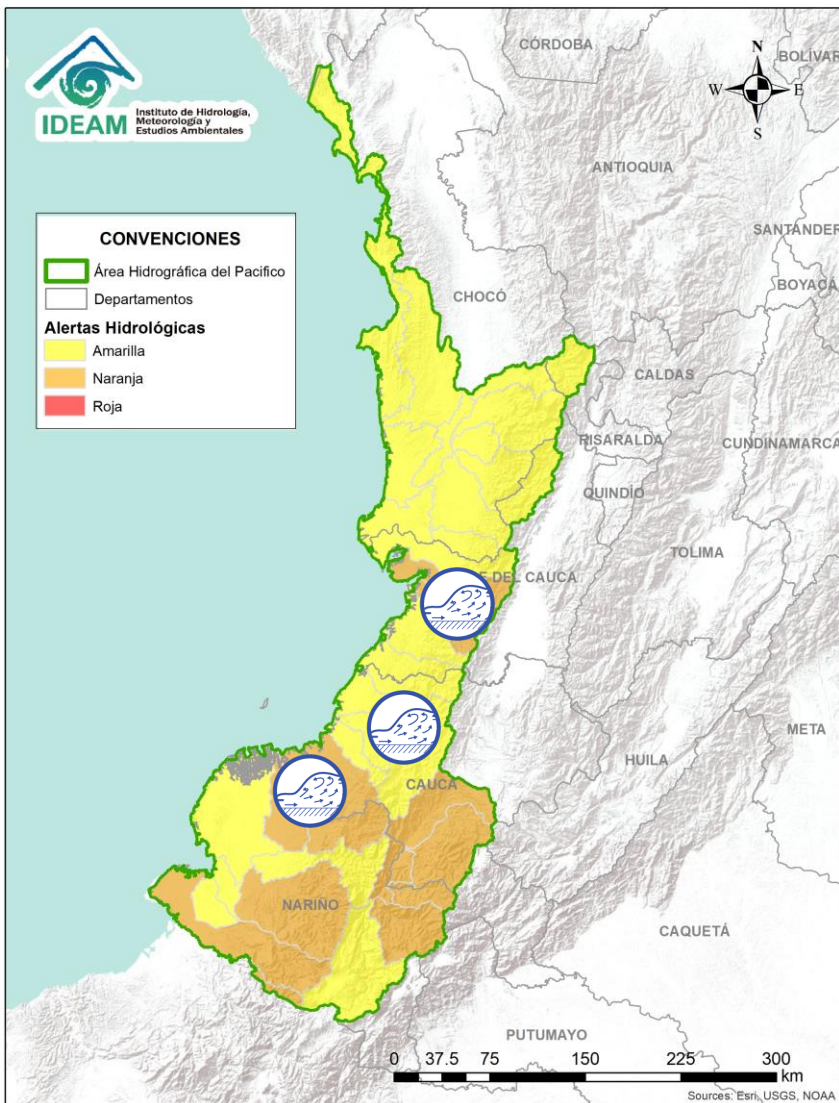 IDEAM
Instituto de Hidrología,
Meteorología y
Estudios Ambientales
CÓRDOBA
BOLÍVAR
N
W E
S
ANTIOQUIA
SANTANDER
BOYACÁ
CONVENCIONES
Área Hidrográfica del Pacifico
Departamentos
Alertas Hidrológicas
Amarilla
Naranja
Roja
CHOCÓ
CALDAS
RISARALDA
CUNDINAMARCA
QUINDÍO
TOLIMA
E DEL CAUCA
META
HUILA
CAUCA
NARIÑO
CAQUETÁ
PUTUMAYO
0 37.5 75 150 225 300
km
Sources: Esri, USGS, NOAA